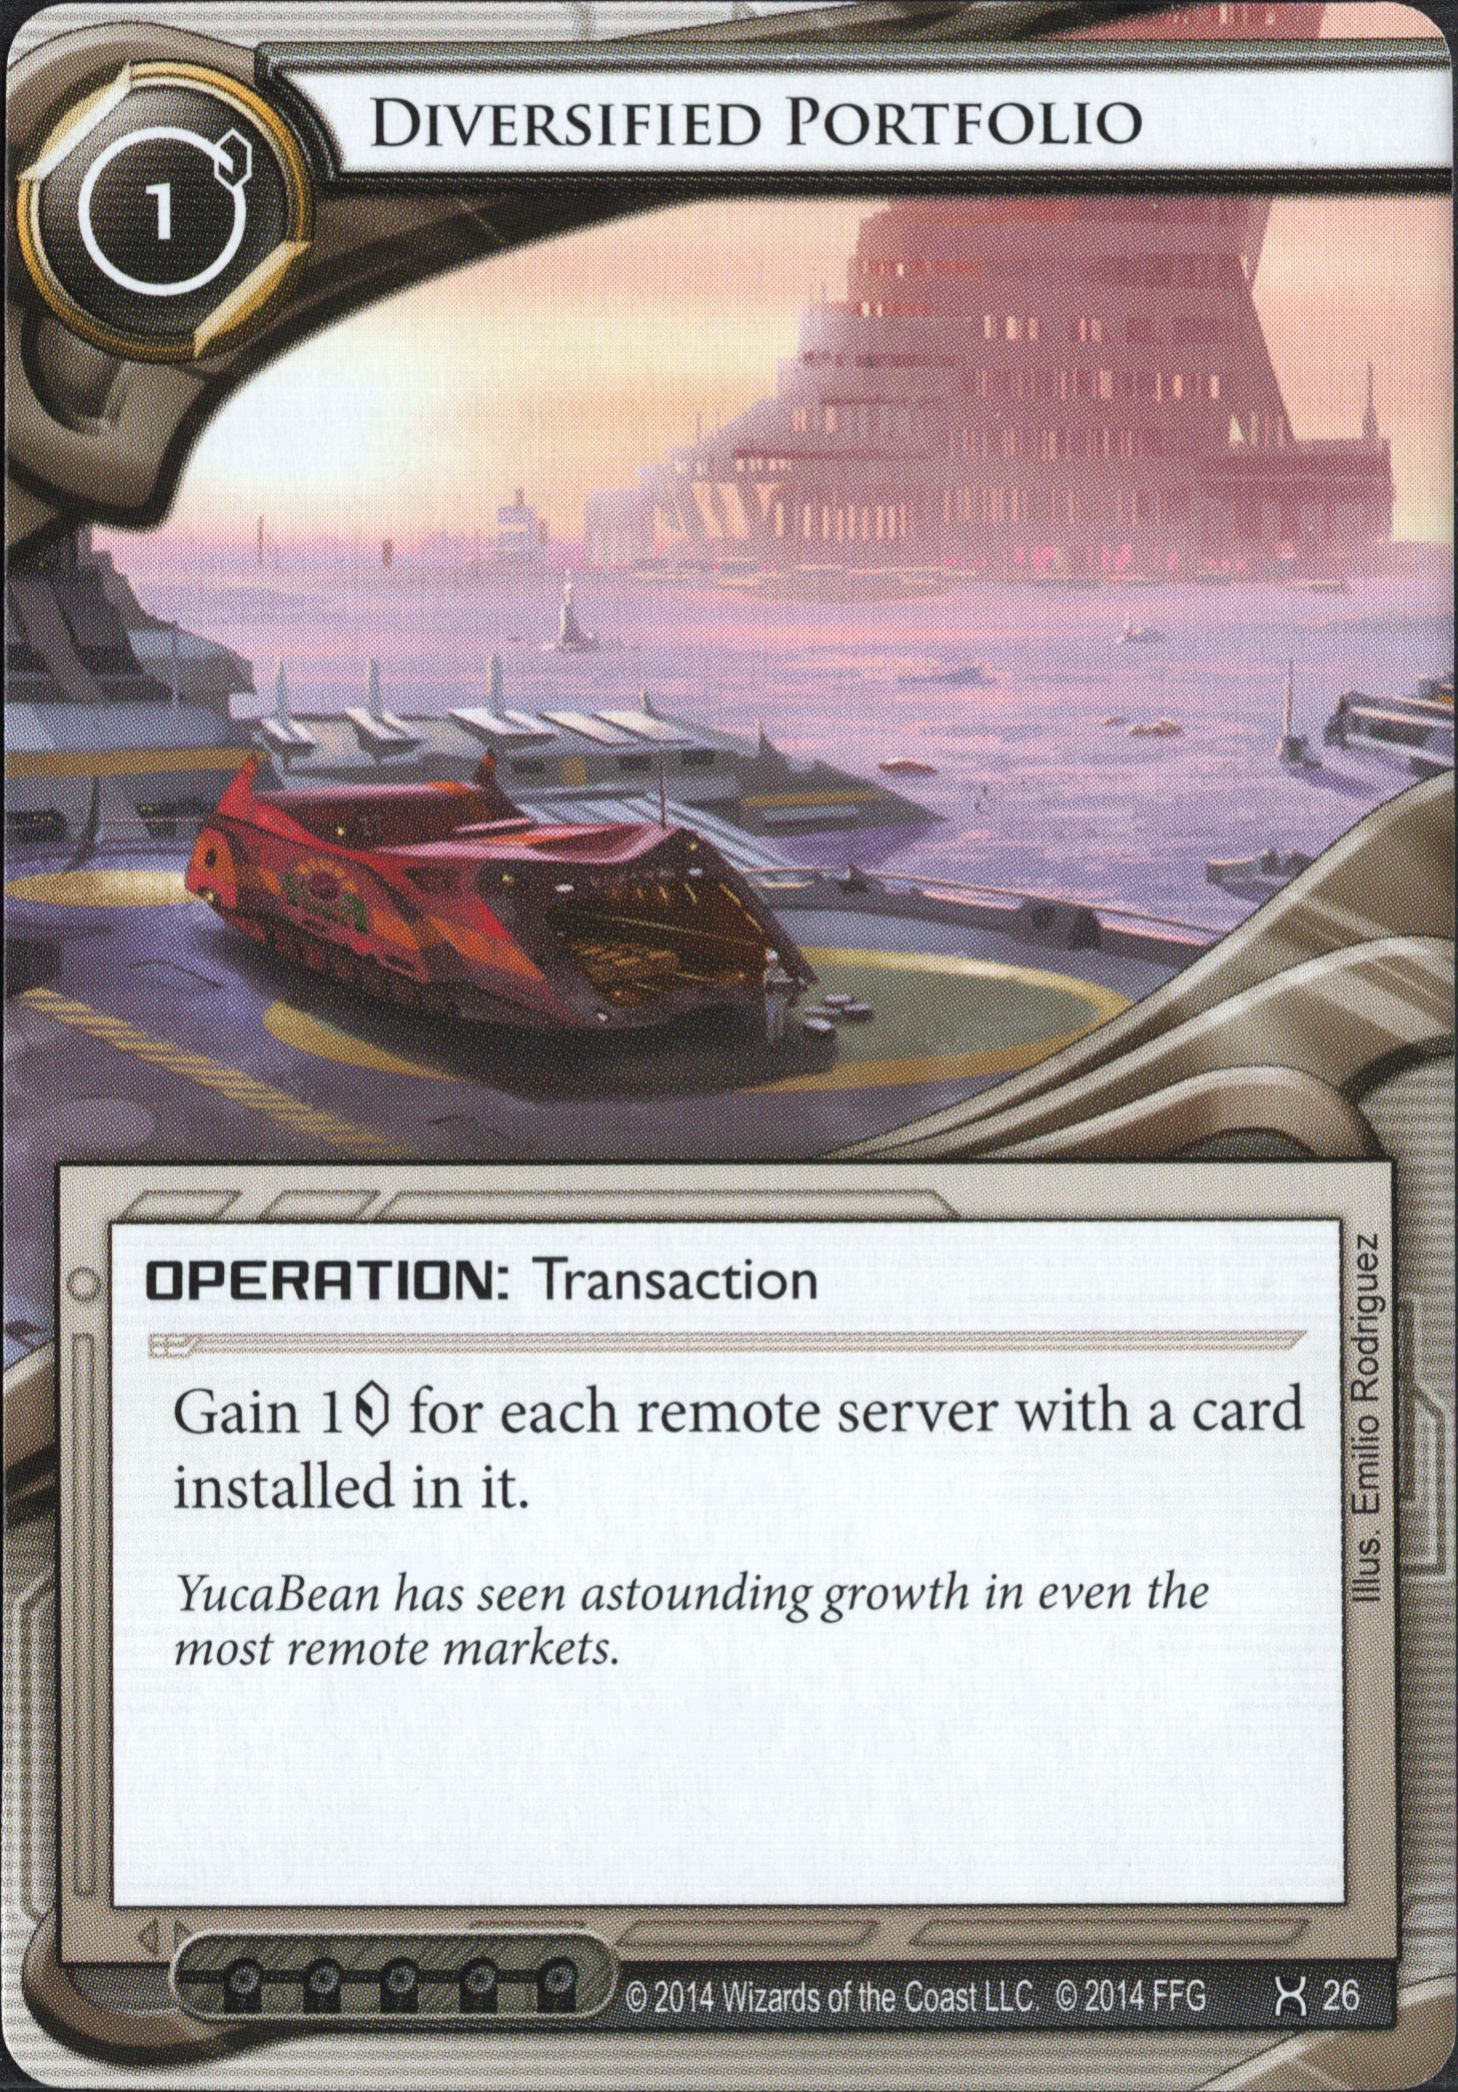 DIVERSIFIED PORTFOLIO
1
OPERATION: Transaction
Gain 1 for each remote server with a card
installed in it.
YucaBean has seen astounding growth in even the
most remote markets.
Illus. Emilio Rodriguez
© 2014 Wizards of the Coast LLC. © 2014 FFG
26